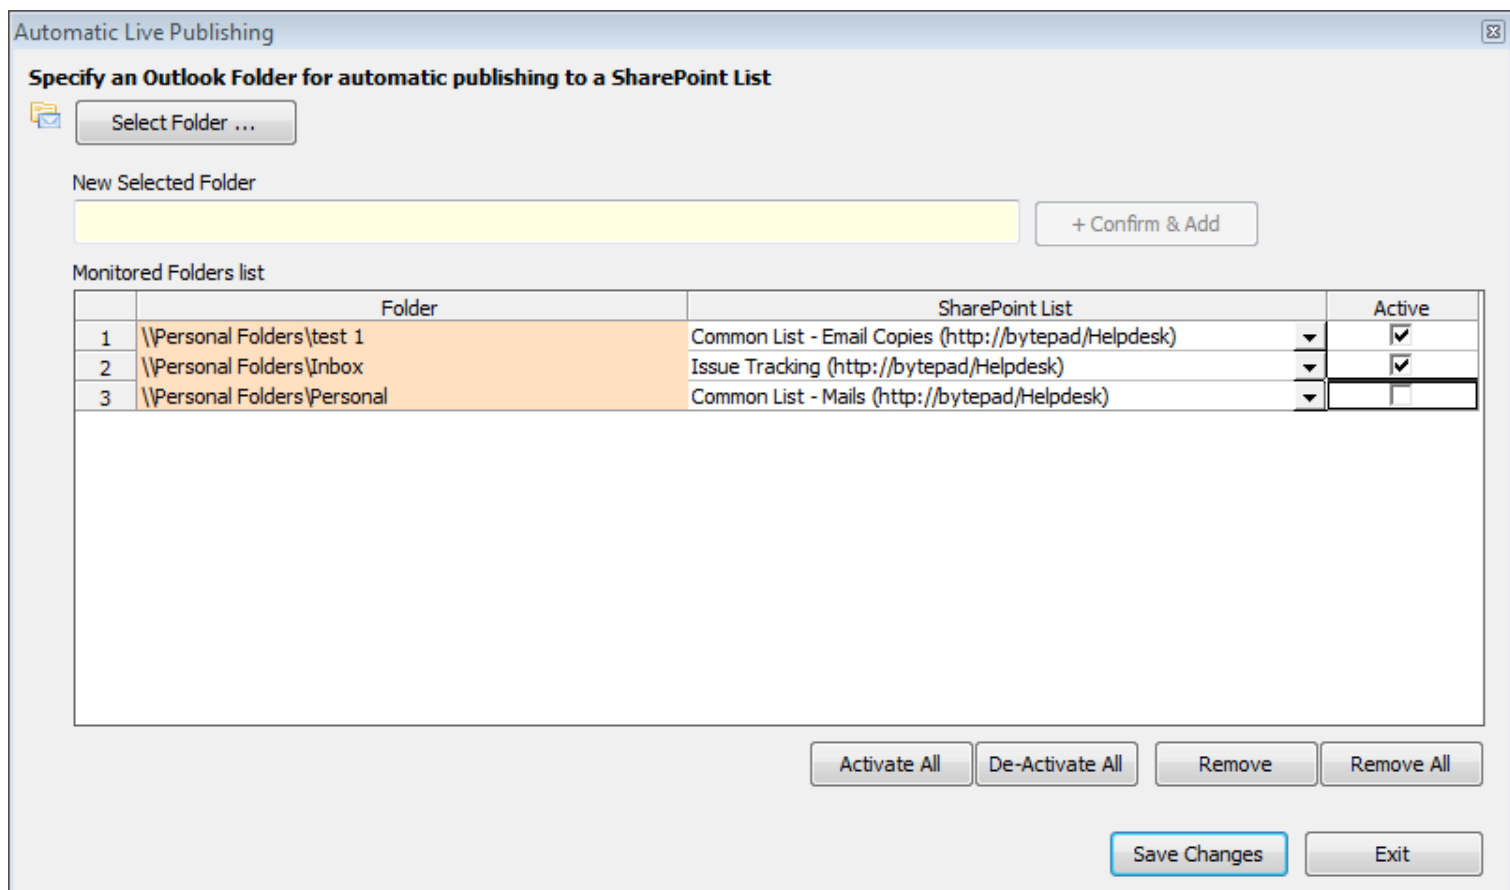 Automatic Live Publishing
Specify an Outlook Folder for automatic publishing to a SharePoint List
Select Folder ...
New Selected Folder
+ Confirm & Add
Monitored Folders list
Folder SharePoint List Active
1 \\Personal Folders\test 1 Common List - Email Copies (http://bytepad/Helpdesk)
2 \\Personal Folders\Inbox Issue Tracking (http://bytepad/Helpdesk)
3 \\Personal Folders\Personal Common List - Mails (http://bytepad/Helpdesk)
Activate All De-Activate All Remove Remove All
Save Changes Exit